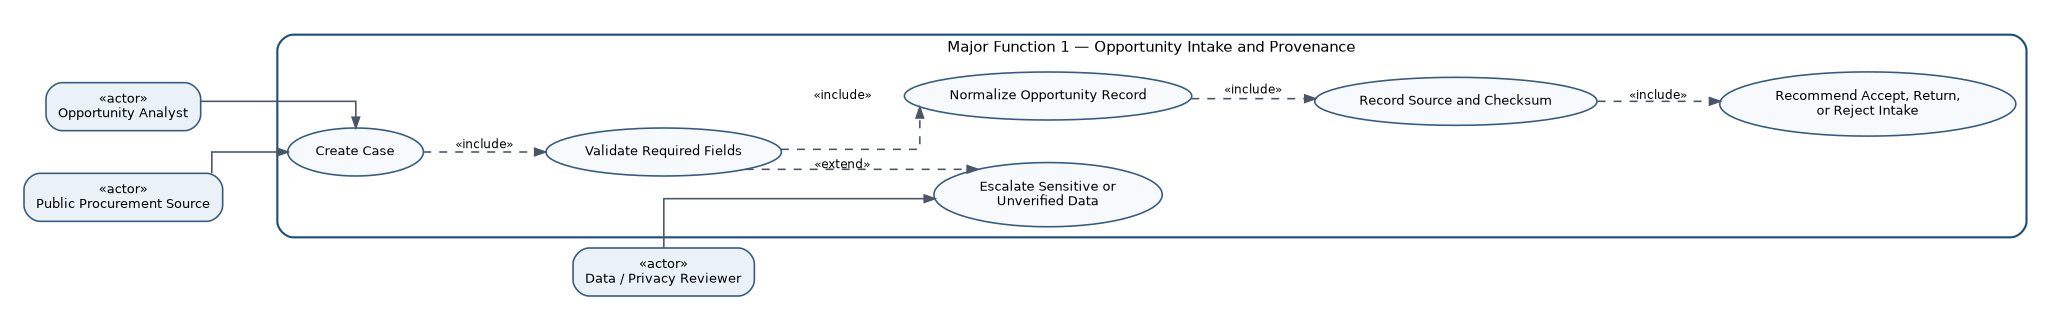 Major Function 1 — Opportunity Intake and Provenance
«actor»
Opportunity Analyst
«actor»
Public Procurement Source
Create Case
«include»
Validate Required Fields
«include»
«extend»
Normalize Opportunity Record
«include»
Record Source and Checksum
«include»
Recommend Accept, Return,
or Reject Intake
Escalate Sensitive or
Unverified Data
«actor»
Data / Privacy Reviewer